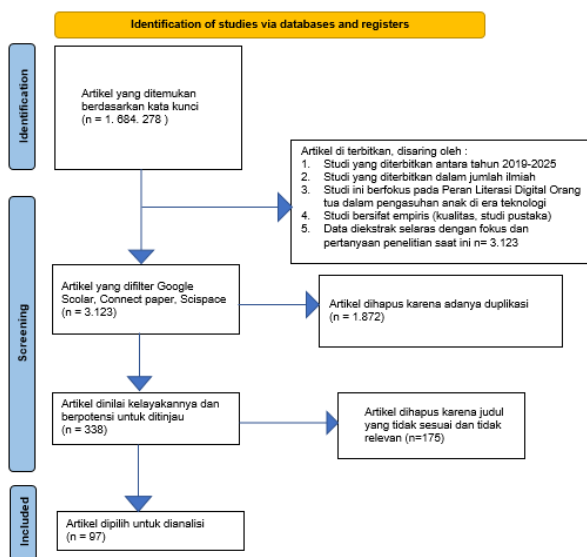 Identification of studies via databases and registers
Identification
Artikel yang ditemukan
berdasarkan kata kunci
(n = 1. 684. 278 )
Artikel di terbitkan, disaring oleh :
1. Studi yang diterbitkan antara tahun 2019-2025
2. Studi yang diterbitkan dalam jumlah ilmiah
3. Studi ini berfokus pada Peran Literasi Digital Orang
tua dalam pengasuhan anak di era teknologi
4. Studi bersifat empiris (kualitas, studi pustaka)
5. Data diekstrak selaras dengan fokus dan
pertanyaan penelitian saat ini n= 3.123
Screening
Artikel yang difilter Google
Scolar, Connect paper, Scispace
(n = 3.123)
Artikel dihapus karena adanya duplikasi
(n = 1.872)
Artikel dinilai kelayakannya dan
berpotensi untuk ditinjau
(n = 338)
Artikel dihapus karena judul
yang tidak sesuai dan tidak
relevan (n=175)
Included
Artikel dipilih untuk dianalisi
(n = 97)